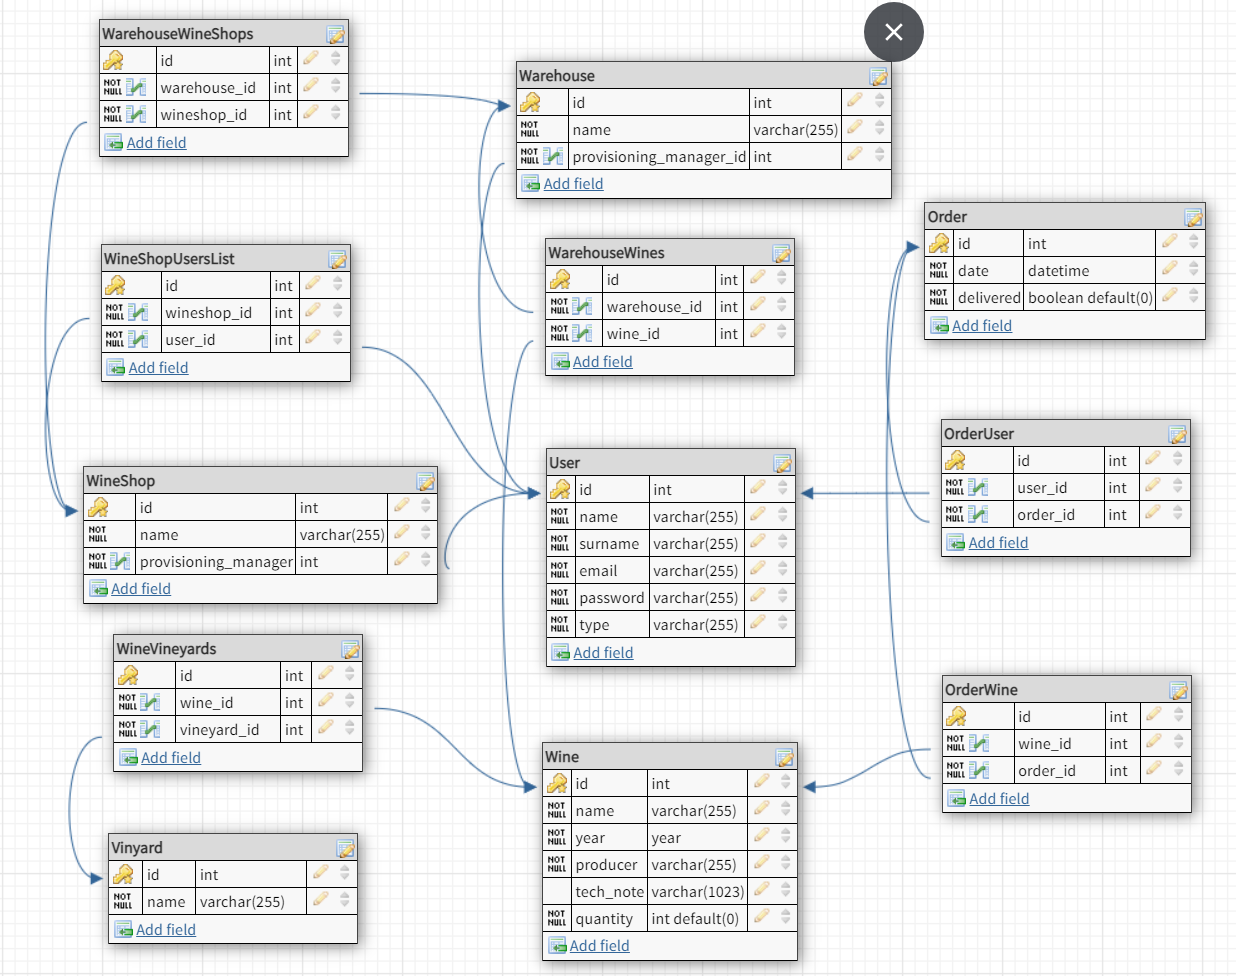 WarehouseWineShops
id int
NOT NULL warehouse_id int
NOT NULL wineshop_id int
Add field
Warehouse
id int
NOT NULL name varchar(255)
NOT NULL provisioning_manager_id int
Add field
Order
id int
NOT NULL date datetime
NOT NULL delivered boolean default(0)
Add field
WineShopUsersList
id int
NOT NULL wineshop_id int
NOT NULL user_id int
Add field
WarehouseWines
id int
NOT NULL warehouse_id int
NOT NULL wine_id int
Add field
OrderUser
id int
NOT NULL user_id int
NOT NULL order_id int
Add field
WineShop
id int
NOT NULL name varchar(255)
NOT NULL provisioning_manager int
Add field
User
id int
NOT NULL name varchar(255)
NOT NULL surname varchar(255)
NOT NULL email varchar(255)
NOT NULL password varchar(255)
NOT NULL type varchar(255)
Add field
WineVineyards
id int
NOT NULL wine_id int
NOT NULL vineyard_id int
Add field
OrderWine
id int
NOT NULL wine_id int
NOT NULL order_id int
Add field
Vinyard
id int
NOT NULL name varchar(255)
Add field
Wine
id int
NOT NULL name varchar(255)
NOT NULL year year
NOT NULL producer varchar(255)
tech_note varchar(1023)
NOT NULL quantity int default(0)
Add field